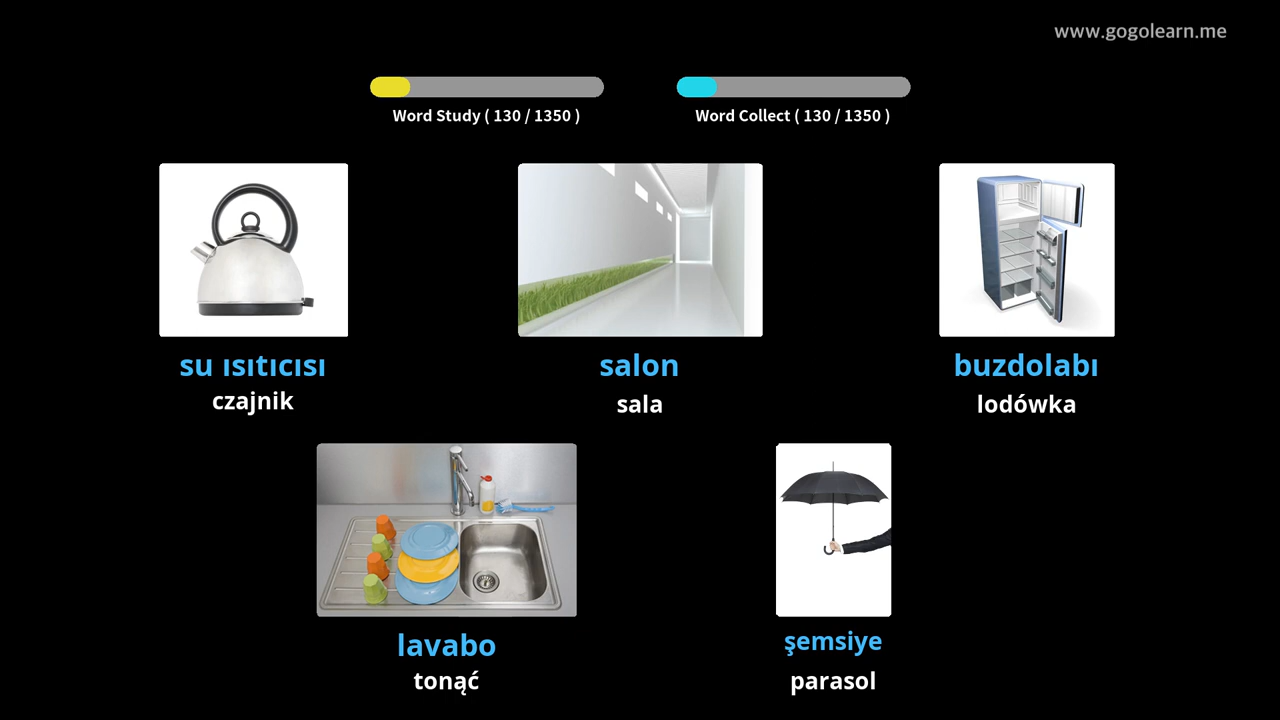 www.gogolearn.me
Word Study ( 130 / 1350 )
Word Collect ( 130 / 1350 )
su ısıtıcısı
czajnik
salon
sala
buzdolabı
lodówka
lavabo
tonąć
şemsiye
parasol